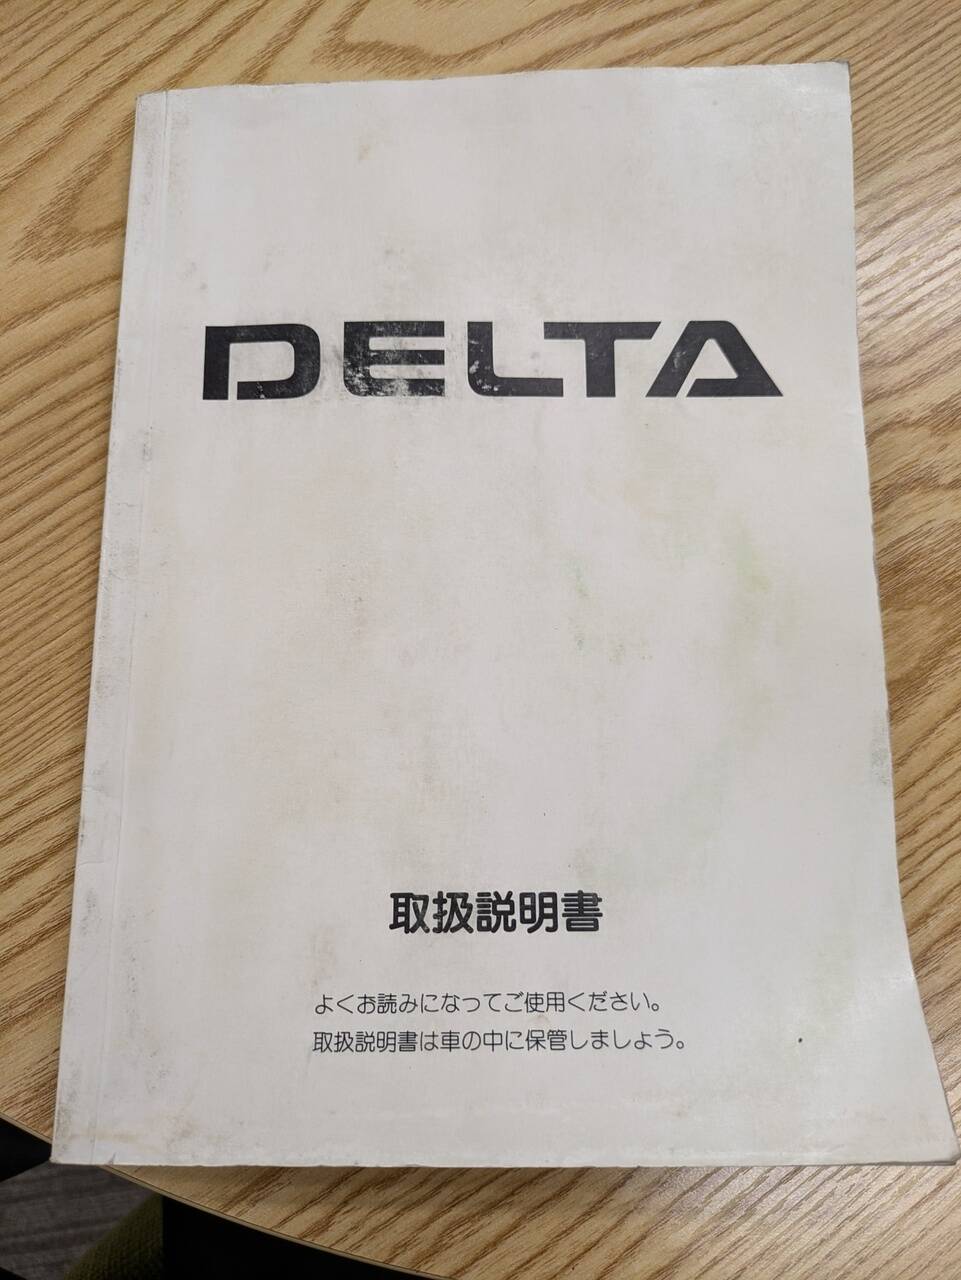 DELTA
取扱説明書
よくお読みになってご使用ください。
取扱説明書は車の中に保管しましょう。